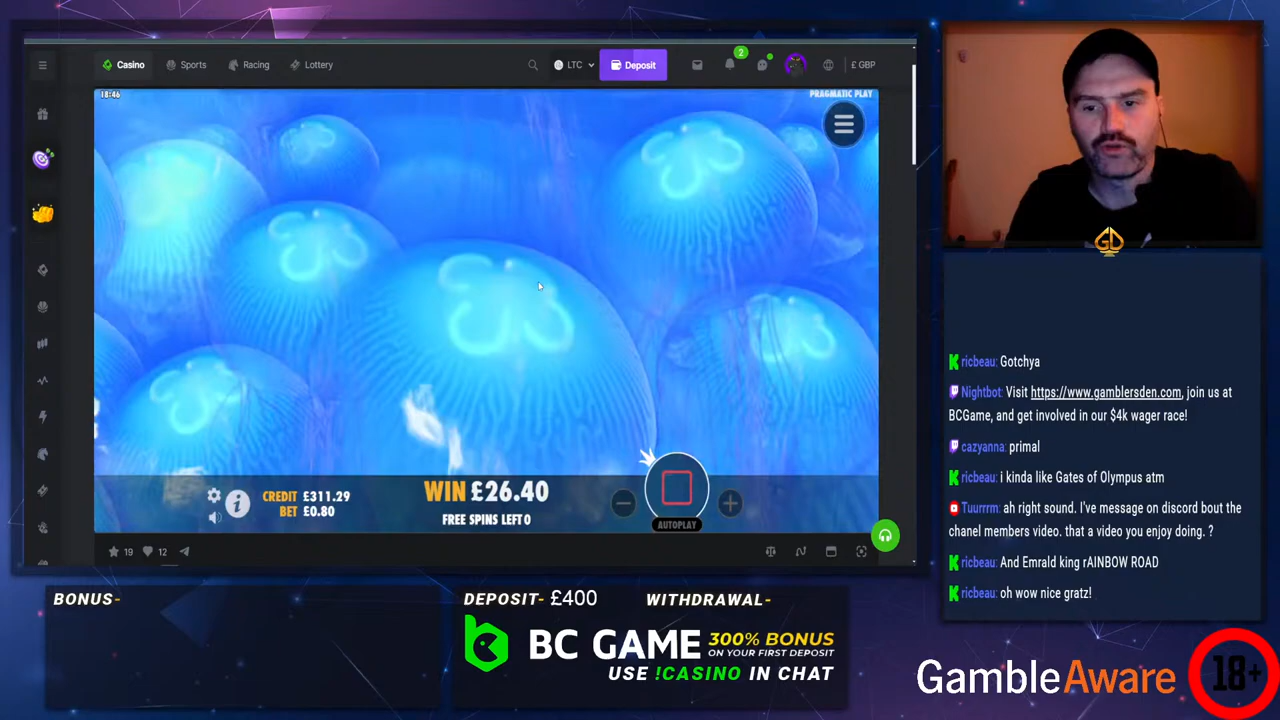 Casino
Sports
Racing
Lottery
LTC
Deposit
2
£ GBP
18:46
PRAGMATIC PLAY
CREDIT £311.29
BET £0.80
WIN £26.40
FREE SPINS LEFT 0
AUTOPLAY
19
12
GD
ricbeau: Gotchya
Nightbot: Visit https://www.gamblersden.com, join us at
BCGame, and get involved in our $4k wager race!
cazyanna: primal
ricbeau: i kinda like Gates of Olympus atm
Tuurrrm: ah right sound. I've message on discord bout the
chanel members video. that a video you enjoy doing. ?
ricbeau: And Emrald king rAINBOW ROAD
ricbeau: oh wow nice gratz!
BONUS-
DEPOSIT- £400
WITHDRAWAL-
BC GAME
300% BONUS
ON YOUR FIRST DEPOSIT
USE !CASINO IN CHAT
GambleAware
18+